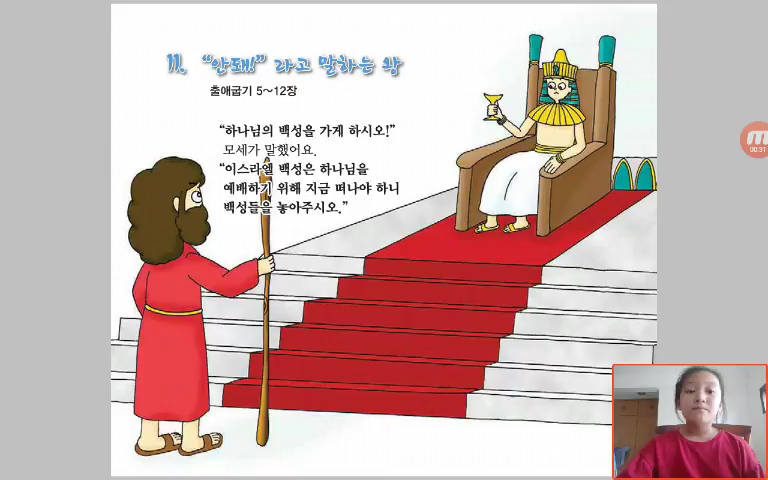 11. “안돼!” 라고 말하는 왕
출애굽기 5~12장
“하나님의 백성을 가게 하시오!”
모세가 말했어요.
“이스라엘 백성은 하나님을
예배하기 위해 지금 떠나야 하니
백성들을 놓아주시오.”
M
00:31